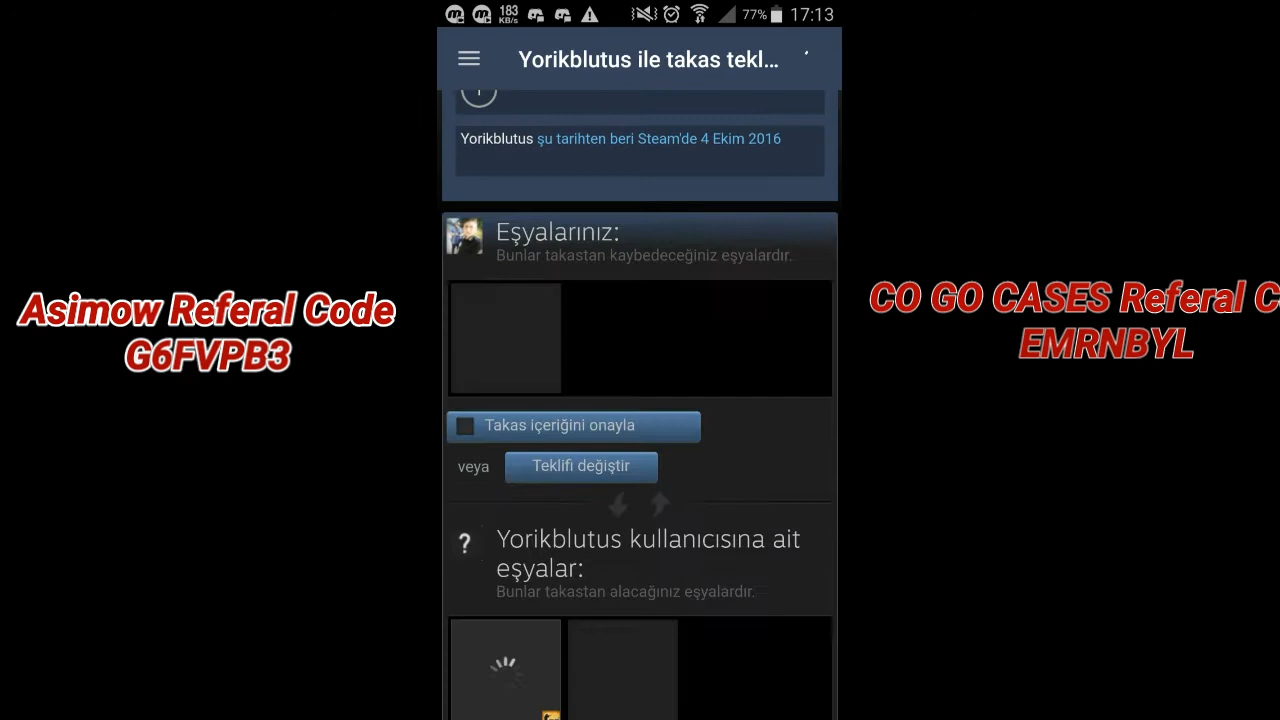 183
KB/s
77%
17:13
Yorikblutus ile takas tekl...
Yorikblutus şu tarihten beri Steam'de 4 Ekim 2016
Eşyalarınız:
Bunlar takastan kaybedeceğiniz eşyalardır.
Asimow Referal Code
G6FVPB3
CO GO CASES Referal C
EMRNBYL
Takas içeriğini onayla
veya
Teklifi değiştir
?
Yorikblutus kullanıcısına ait
eşyalar:
Bunlar takastan alacağınız eşyalardır.